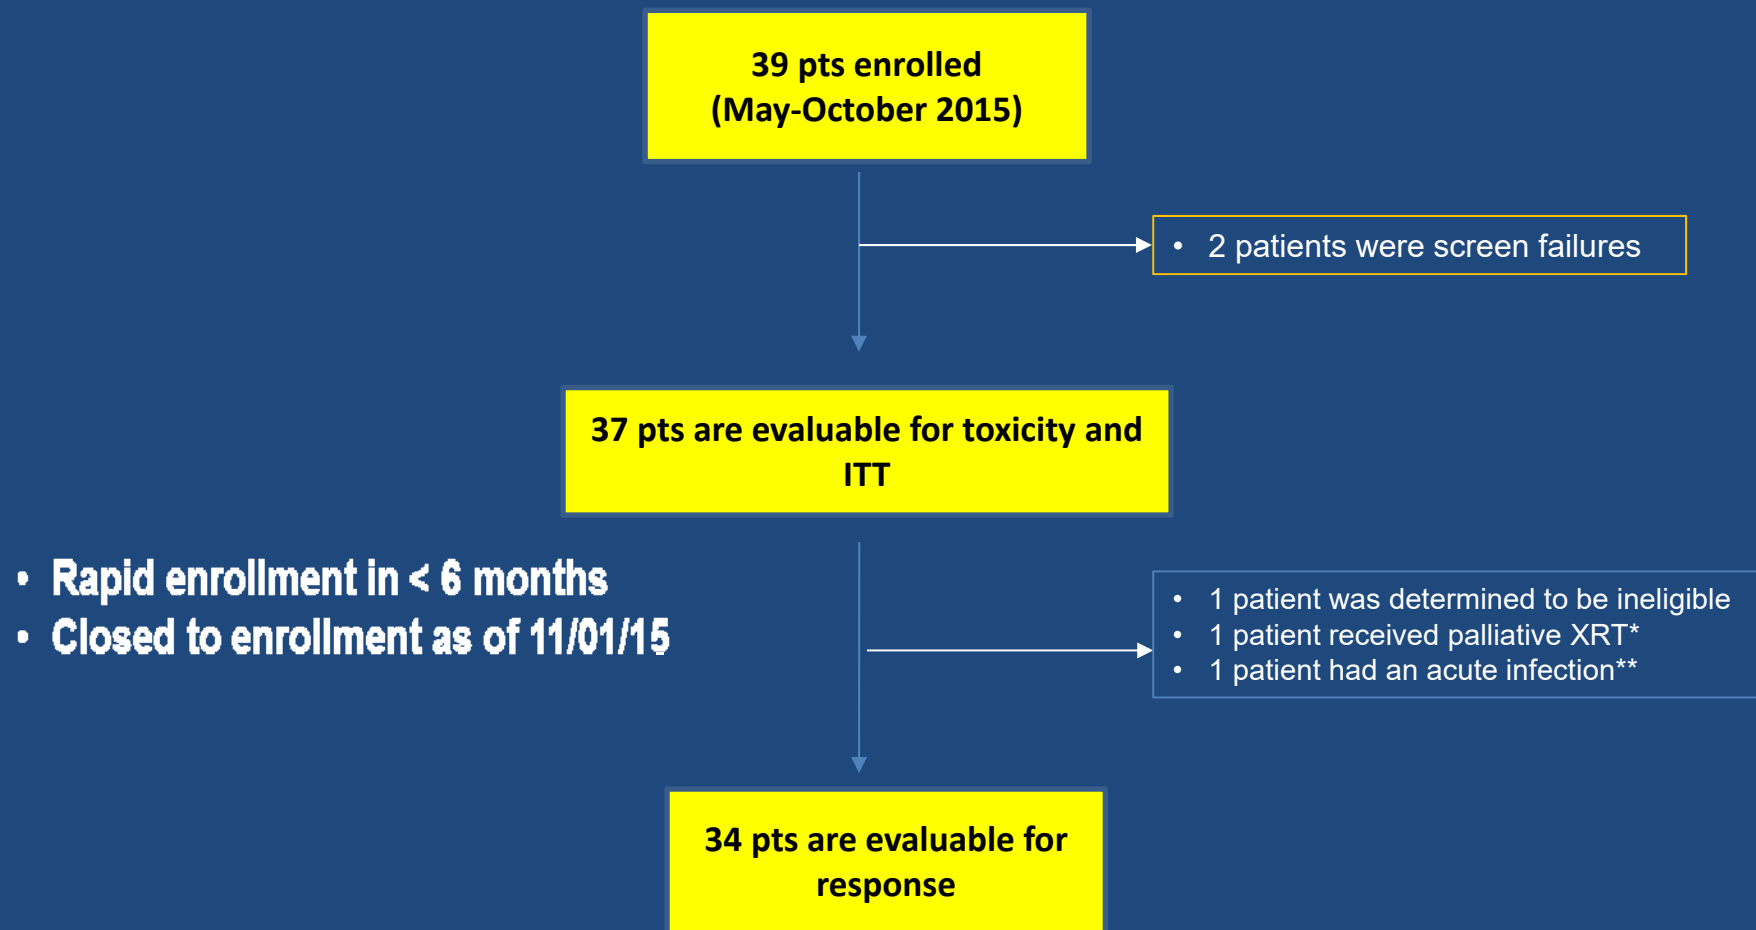 39 pts enrolled
(May-October 2015)
• 2 patients were screen failures
37 pts are evaluable for toxicity and
ITT
• Rapid enrollment in < 6 months
• Closed to enrollment as of 11/01/15
• 1 patient was determined to be ineligible
• 1 patient received palliative XRT*
• 1 patient had an acute infection**
34 pts are evaluable for
response